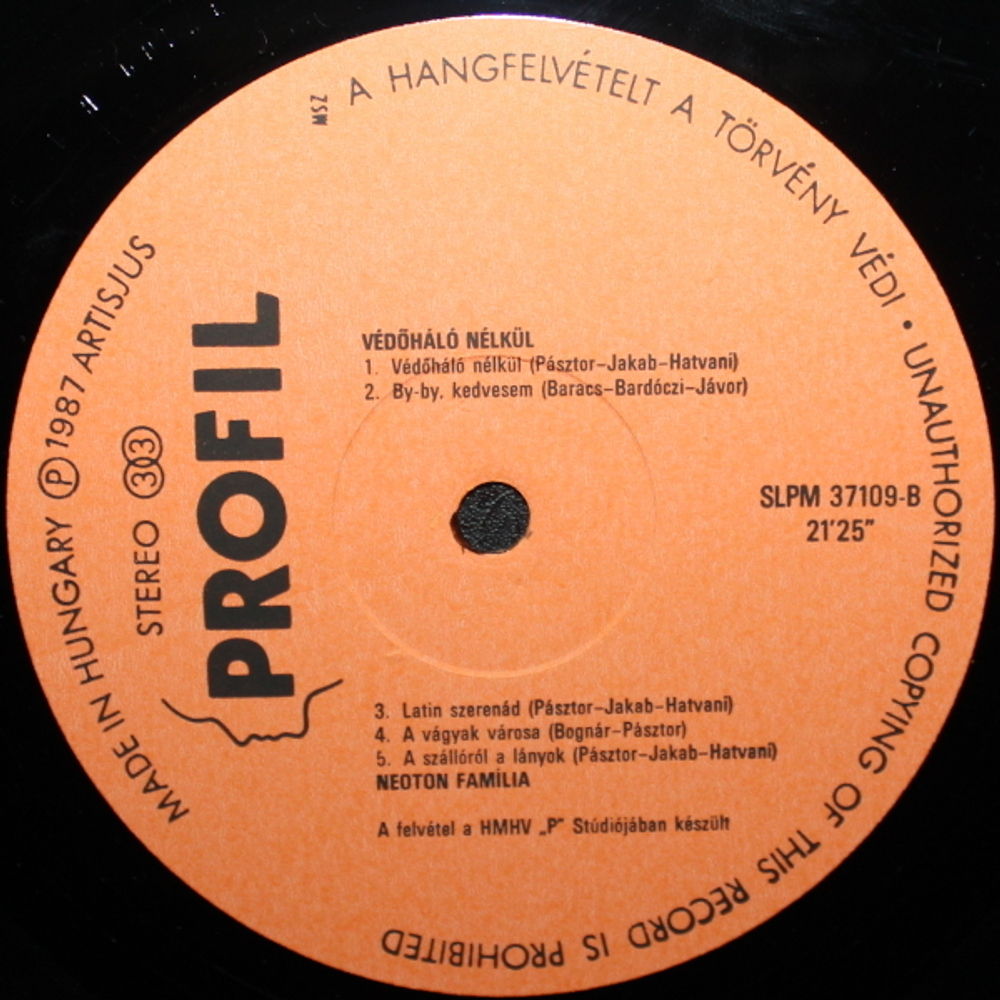 MSZ
A HANGFELVÉTELT A TÖRVÉNY VÉDI • UNAUTHORIZED COPYING OF THIS RECORD IS PROHIBITED
MADE IN HUNGARY Ⓟ 1987 ARTISJUS
STEREO 303
PROFIL
VÉDŐHÁLÓ NÉLKÜL
1. Védőháló nélkül (Pásztor–Jakab–Hatvani)
2. By-by, kedvesem (Baracs–Bardóczi–Jávor)
SLPM 37109-B
21'25"
3. Latin szerenád (Pásztor–Jakab–Hatvani)
4. A vágyak városa (Bognár–Pásztor)
5. A szállóról a lányok (Pásztor–Jakab–Hatvani)
NEOTON FAMÍLIA
A felvétel a HMHV „P" Stúdiójában készült